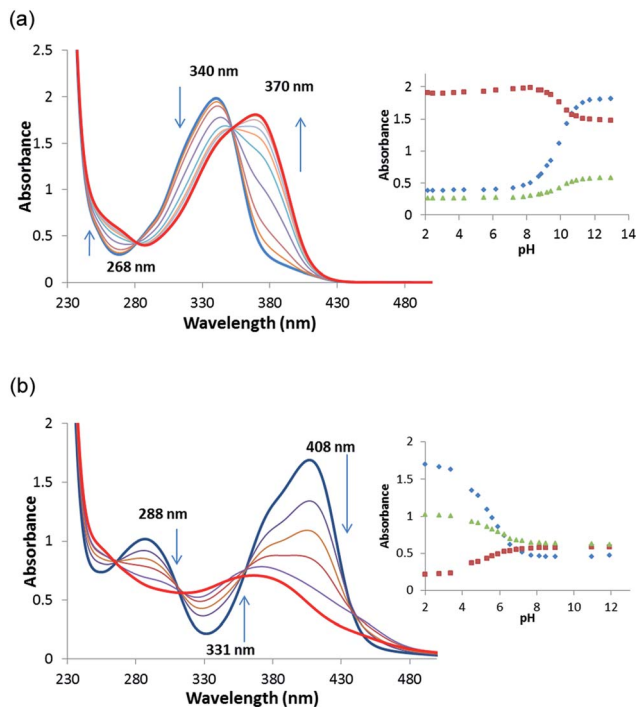 (a)
2.5
2
1.5
1
0.5
0
Absorbance
340 nm
370 nm
268 nm
230 280 330 380 430 480
Wavelength (nm)
2
1.5
1
0.5
0
Absorbance
2 4 6 8 10 12 14
pH
(b)
2
1.5
1
0.5
0
Absorbance
408 nm
288 nm
331 nm
230 280 330 380 430 480
Wavelength (nm)
2
1.5
1
0.5
0
Absorbance
2 4 6 8 10 12
pH